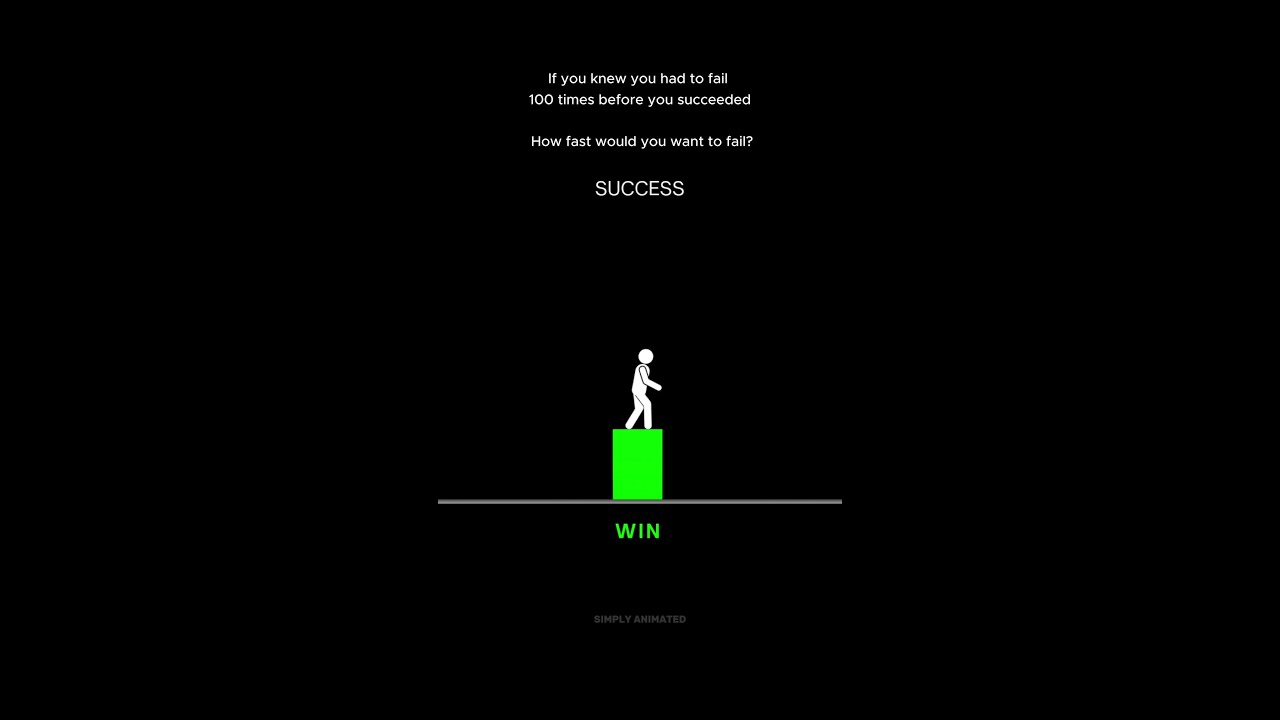 If you knew you had to fail
100 times before you succeeded
How fast would you want to fail?
SUCCESS
WIN
SIMPLY ANIMATED